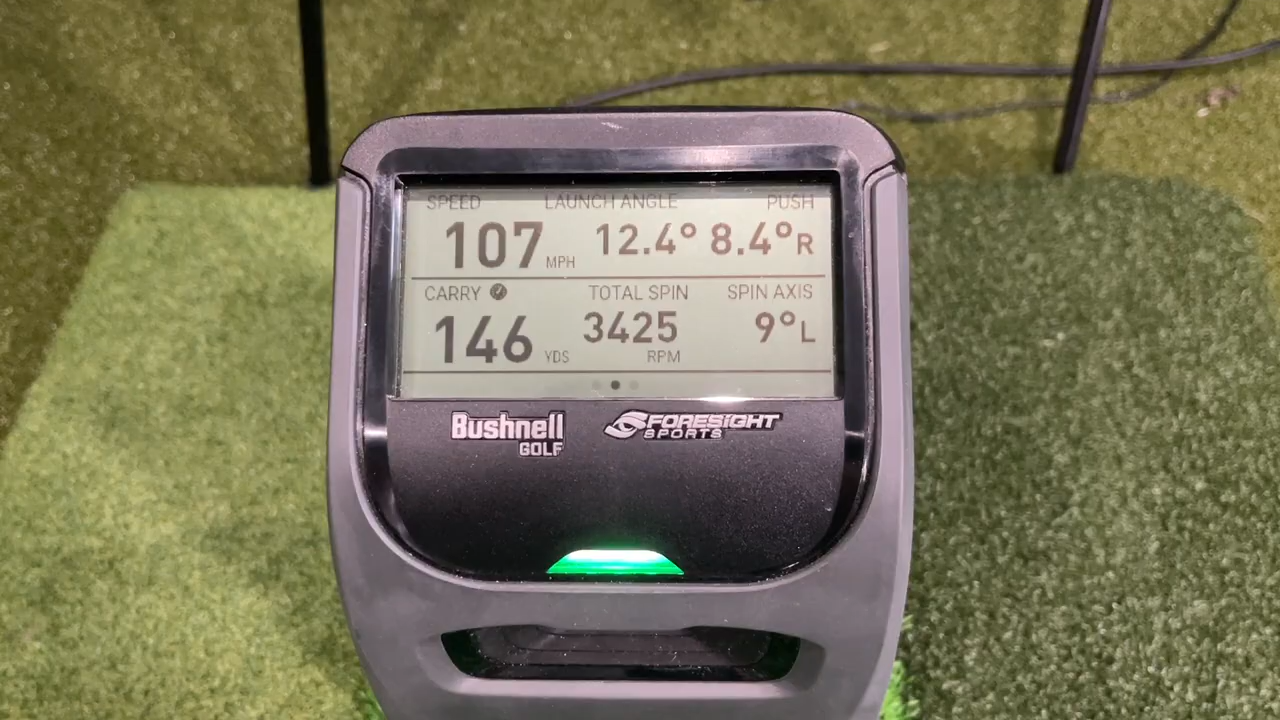 SPEED LAUNCH ANGLE PUSH
107 MPH 12.4° 8.4°R
CARRY TOTAL SPIN SPIN AXIS
146 YDS 3425 RPM 9°L
Bushnell GOLF
FORESIGHT SPORTS